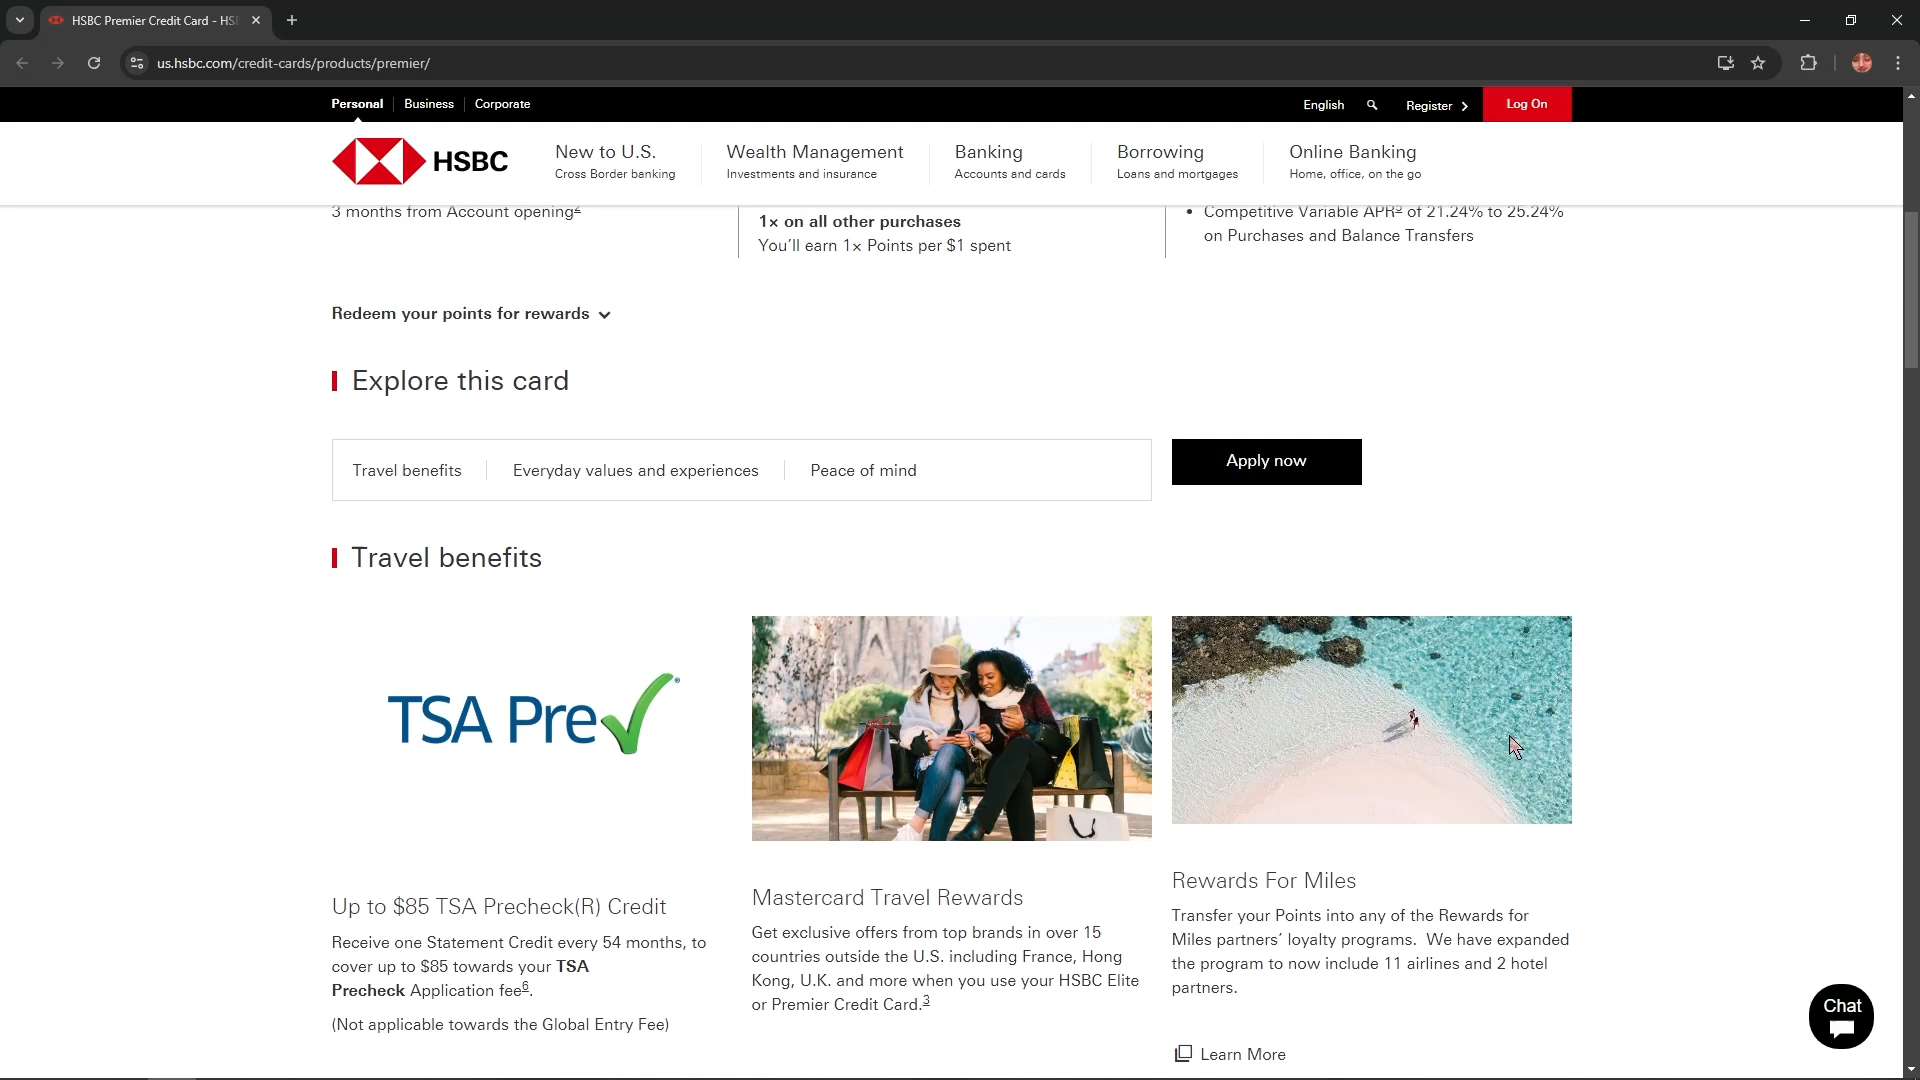 HSBC Premier Credit Card - HS
us.hsbc.com/credit-cards/products/premier/
Personal
Business
Corporate
English
Register
Log On
HSBC
New to U.S.
Cross Border banking
Wealth Management
Investments and insurance
Banking
Accounts and cards
Borrowing
Loans and mortgages
Online Banking
Home, office, on the go
3 months from Account opening2
1x on all other purchases
You'll earn 1x Points per $1 spent
• Competitive Variable APR of 21.24% to 25.24%
on Purchases and Balance Transfers
Redeem your points for rewards
Explore this card
Travel benefits
Everyday values and experiences
Peace of mind
Apply now
Travel benefits
TSA Pre✓®
Up to $85 TSA Precheck(R) Credit
Receive one Statement Credit every 54 months, to
cover up to $85 towards your TSA
Precheck Application fee6.
(Not applicable towards the Global Entry Fee)
Mastercard Travel Rewards
Get exclusive offers from top brands in over 15
countries outside the U.S. including France, Hong
Kong, U.K. and more when you use your HSBC Elite
or Premier Credit Card.3
Rewards For Miles
Transfer your Points into any of the Rewards for
Miles partners' loyalty programs.  We have expanded
the program to now include 11 airlines and 2 hotel
partners.
Learn More
Chat